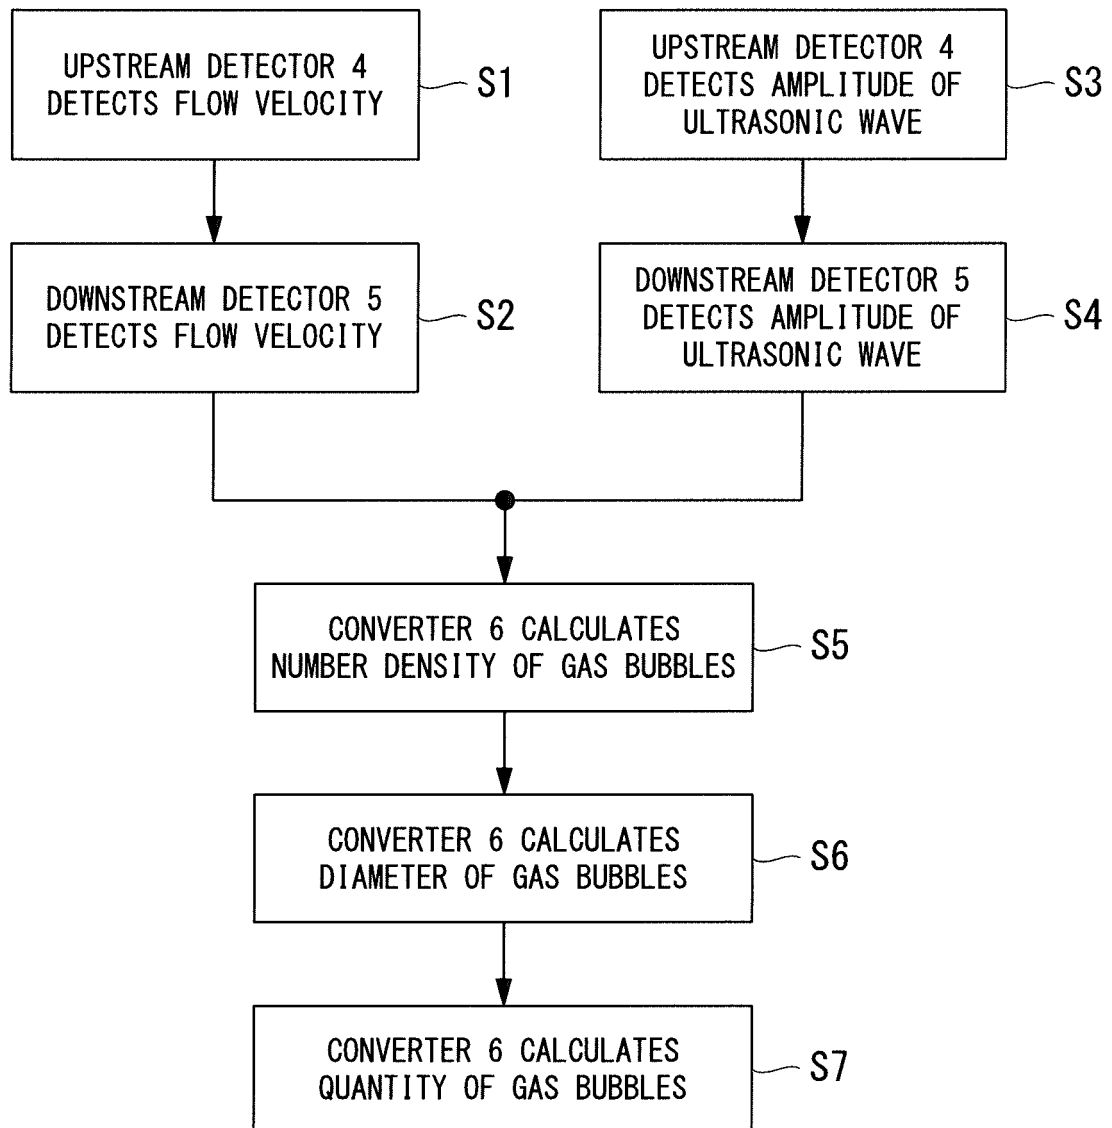 UPSTREAM DETECTOR 4
DETECTS FLOW VELOCITY
S1
UPSTREAM DETECTOR 4
DETECTS AMPLITUDE OF
ULTRASONIC WAVE
S3
DOWNSTREAM DETECTOR 5
DETECTS FLOW VELOCITY
S2
DOWNSTREAM DETECTOR 5
DETECTS AMPLITUDE OF
ULTRASONIC WAVE
S4
CONVERTER 6 CALCULATES
NUMBER DENSITY OF GAS BUBBLES
S5
CONVERTER 6 CALCULATES
DIAMETER OF GAS BUBBLES
S6
CONVERTER 6 CALCULATES
QUANTITY OF GAS BUBBLES
S7